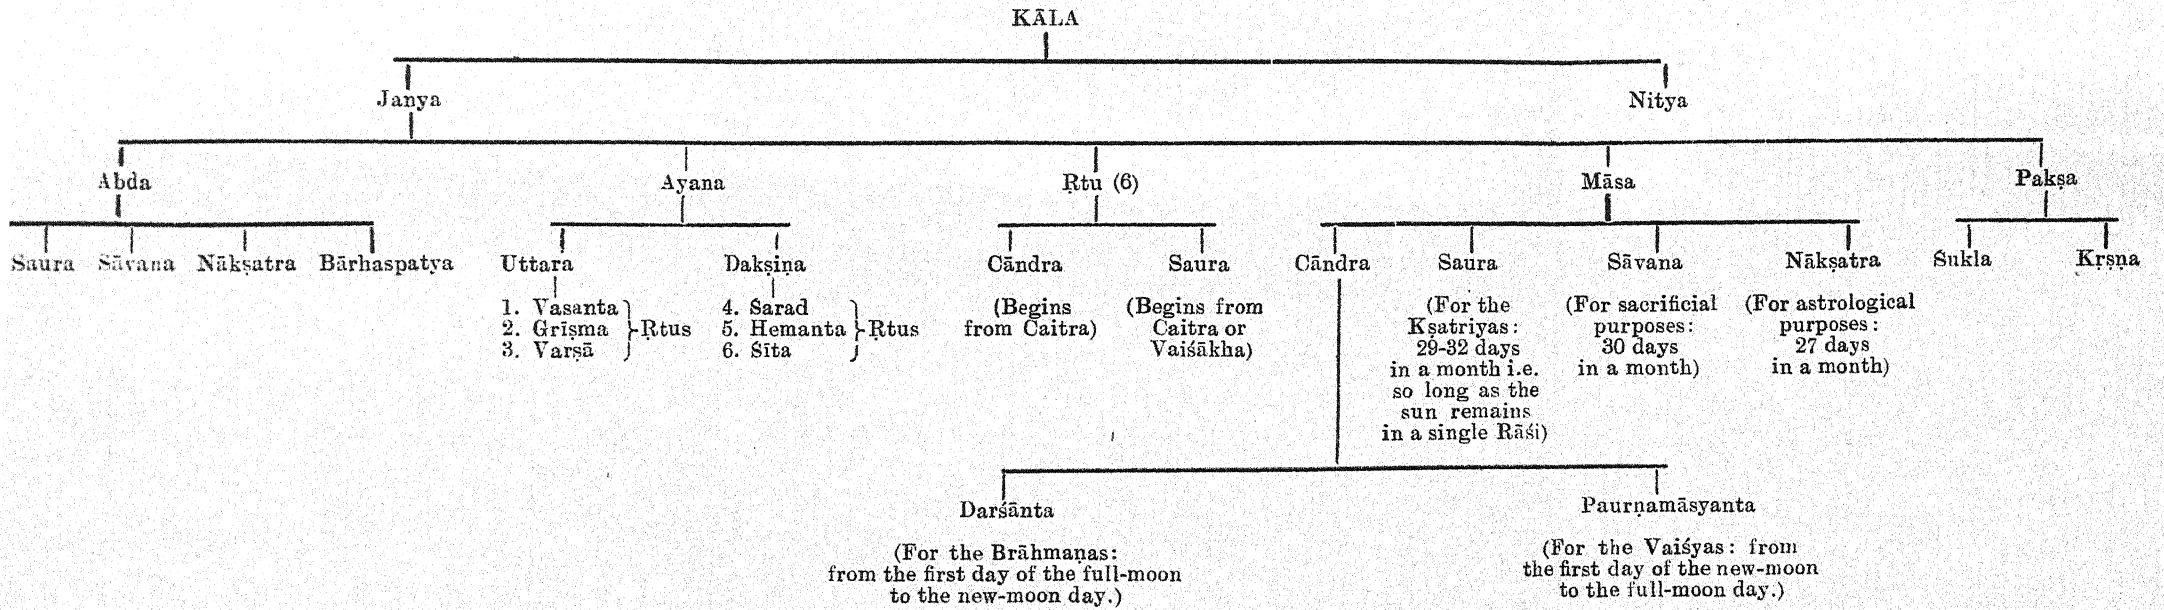 KĀLA
Janya
Nitya
Abda
Ayana
Ṛtu (6)
Māsa
Pakṣa
Saura
Sāvana
Nākṣatra
Bārhaspatya
Uttara
Dakṣiṇa
Cāndra
Saura
Cāndra
Saura
Sāvana
Nākṣatra
Śukla
Kṛṣṇa
1. Vasanta
2. Grīṣma
3. Varṣā
Ṛtus
4. Śarad
5. Hemanta
6. Śīta
Ṛtus
(Begins
from Caitra)
(Begins from
Caitra or
Vaiśākha)
(For the
Kṣatriyas:
29-32 days
in a month i.e.
so long as the
sun remains
in a single Rāśi)
(For sacrificial
purposes:
30 days
in a month)
(For astrological
purposes:
27 days
in a month)
Darśānta
(For the Brāhmaṇas:
from the first day of the full-moon
to the new-moon day.)
Paurṇamāsyanta
(For the Vaiśyas: from
the first day of the new-moon
to the full-moon day.)